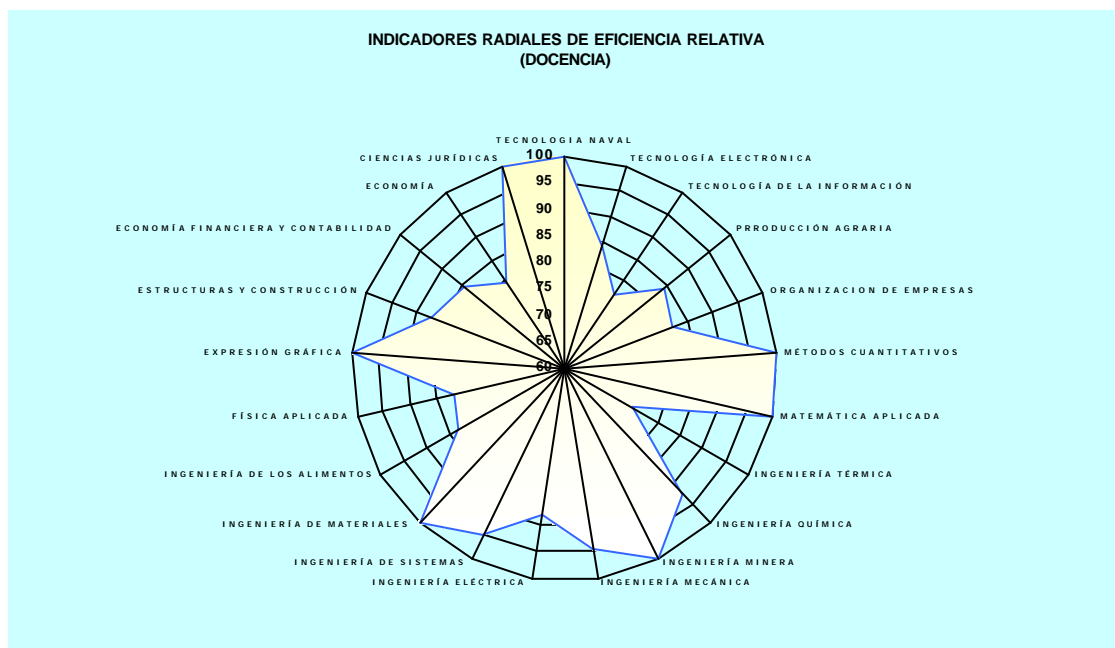 INDICADORES RADIALES DE EFICIENCIA RELATIVA
(DOCENCIA)
TECNOLOGIA NAVAL
TECNOLOGÍA ELECTRÓNICA
TECNOLOGÍA DE LA INFORMACIÓN
PRRODUCCIÓN AGRARIA
ORGANIZACION DE EMPRESAS
MÉTODOS CUANTITATIVOS
MATEMÁTICA APLICADA
INGENIERÍA TÉRMICA
INGENIERÍA QUÍMICA
INGENIERÍA MINERA
INGENIERÍA MECÁNICA
INGENIERÍA ELÉCTRICA
INGENIERÍA DE SISTEMAS
INGENIERÍA DE MATERIALES
INGENIERÍA DE LOS ALIMENTOS
FÍSICA APLICADA
EXPRESIÓN GRÁFICA
ESTRUCTURAS Y CONSTRUCCIÓN
ECONOMÍA FINANCIERA Y CONTABILIDAD
ECONOMÍA
CIENCIAS JURÍDICAS
100
95
90
85
80
75
70
65
60